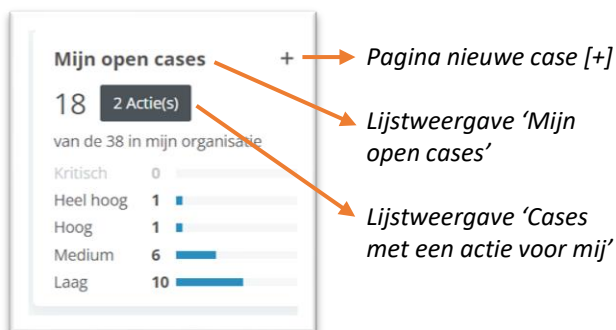 Mijn open cases +
18 2 Actie(s)
van de 38 in mijn organisatie
Kritisch 0
Heel hoog 1
Hoog 1
Medium 6
Laag 10
Pagina nieuwe case [+]
Lijstweergave ‘Mijn
open cases’
Lijstweergave ‘Cases
met een actie voor mij’